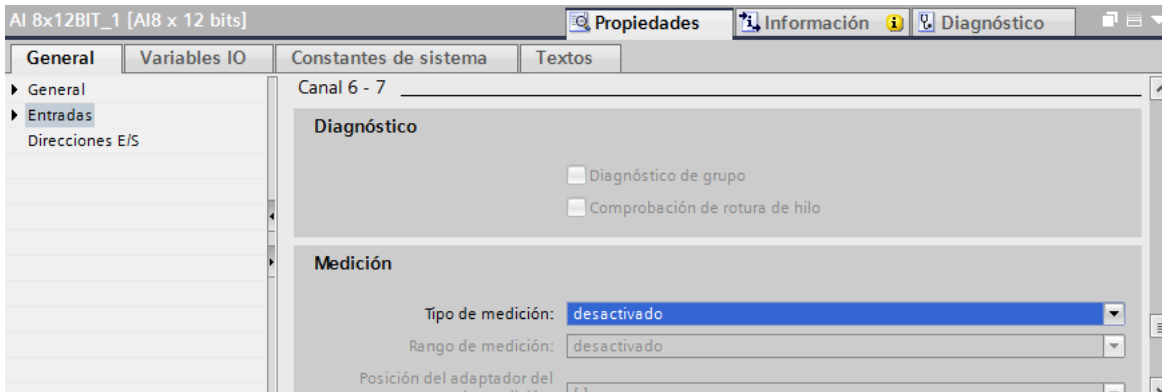 AI 8x12BIT_1 [AI8 x 12 bits]
Propiedades Información Diagnóstico
General Variables IO Constantes de sistema Textos
General
Entradas
Direcciones E/S
Canal 6 - 7
Diagnóstico
Diagnóstico de grupo
Comprobación de rotura de hilo
Medición
Tipo de medición: desactivado
Rango de medición: desactivado
Posición del adaptador del